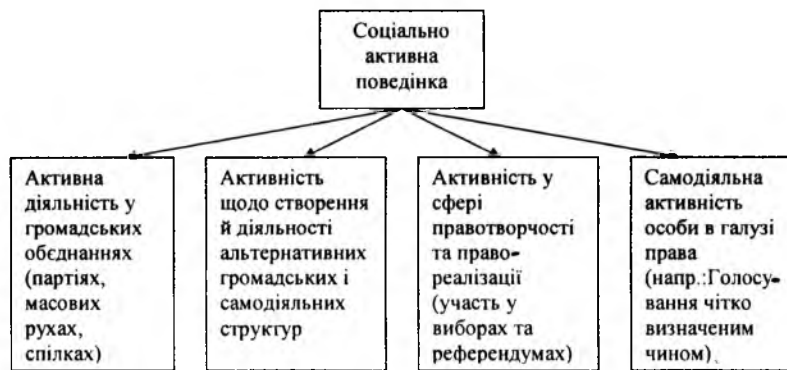 Соціально
активна
поведінка
Активна
діяльність у
громадських
обєднаннях
(партіях,
масових
рухах,
спілках)
Активність
щодо створення
й діяльності
альтернативних
громадських і
самодіяльних
структур
Активність у
сфері
правотворчості
та право-
реалізації
(участь у
виборах та
референдумах)
Самодіяльна
активність
особи в галузі
права
(напр.:Голосу-
вання чітко
визначеним
чином)